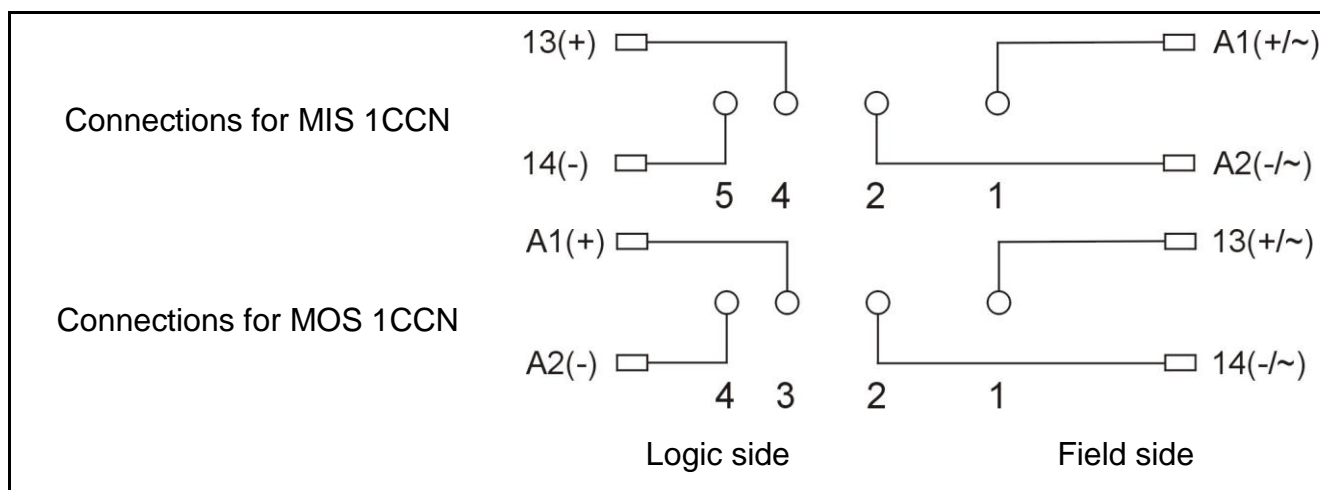 13(+) A1(+/~)
Connections for MIS 1CCN
14(-) A2(-/~)
5 4 2 1
A1(+) 13(+/~)
Connections for MOS 1CCN
A2(-) 14(-/~)
4 3 2 1
Logic side Field side